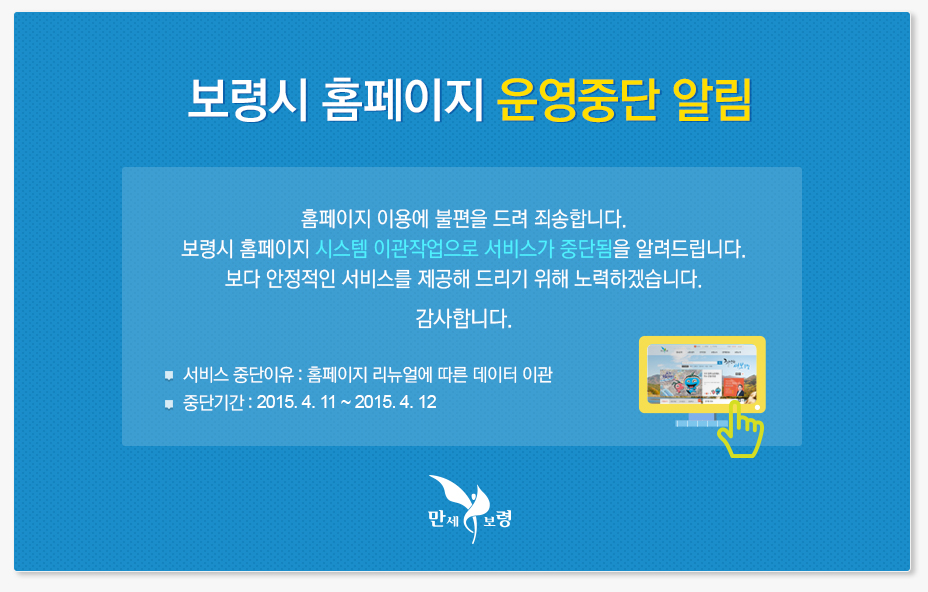 보령시 홈페이지 운영중단 알림
홈페이지 이용에 불편을 드려 죄송합니다.
보령시 홈페이지 시스템 이관작업으로 서비스가 중단됨을 알려드립니다.
보다 안정적인 서비스를 제공해 드리기 위해 노력하겠습니다.
감사합니다.
서비스 중단이유 : 홈페이지 리뉴얼에 따른 데이터 이관
중단기간 : 2015. 4. 11 ~ 2015. 4. 12
만세보령